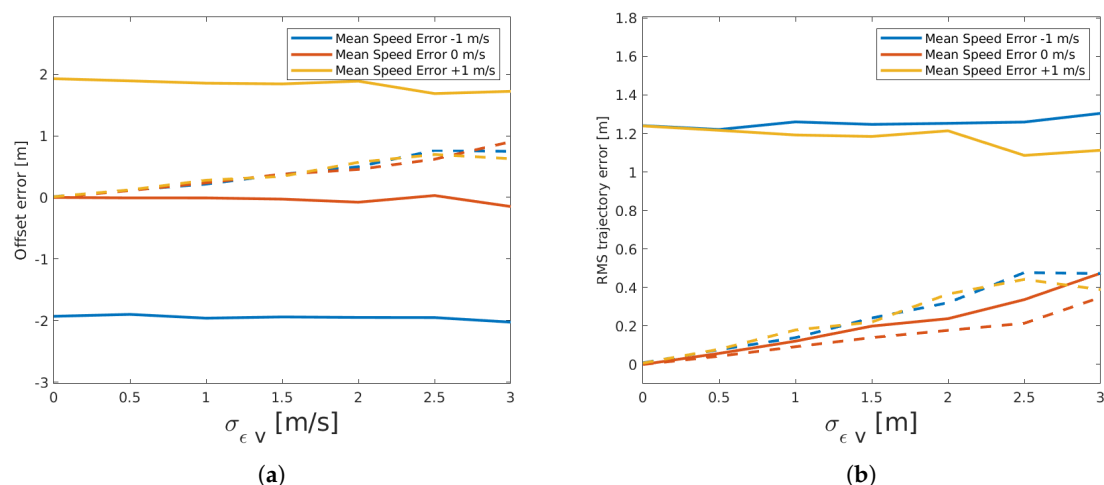 Mean Speed Error -1 m/s
Mean Speed Error 0 m/s
Mean Speed Error +1 m/s
Offset error [m]
3
2
1
0
-1
-2
-3
0 0.5 1 1.5 2 2.5 3
σϵ v [m/s]
(a)
Mean Speed Error -1 m/s
Mean Speed Error 0 m/s
Mean Speed Error +1 m/s
RMS trajectory error [m]
1.8
1.6
1.4
1.2
1
0.8
0.6
0.4
0.2
0
0 0.5 1 1.5 2 2.5 3
σϵ v [m]
(b)